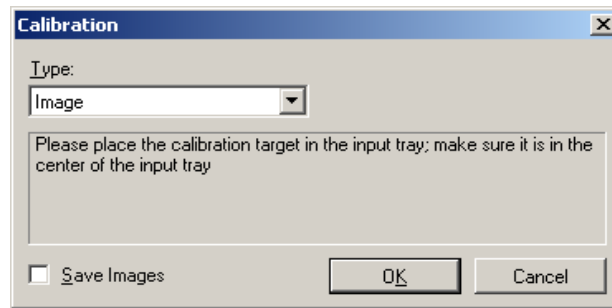 Calibration
Type:
Image
Please place the calibration target in the input tray; make sure it is in the
center of the input tray
Save Images
OK
Cancel